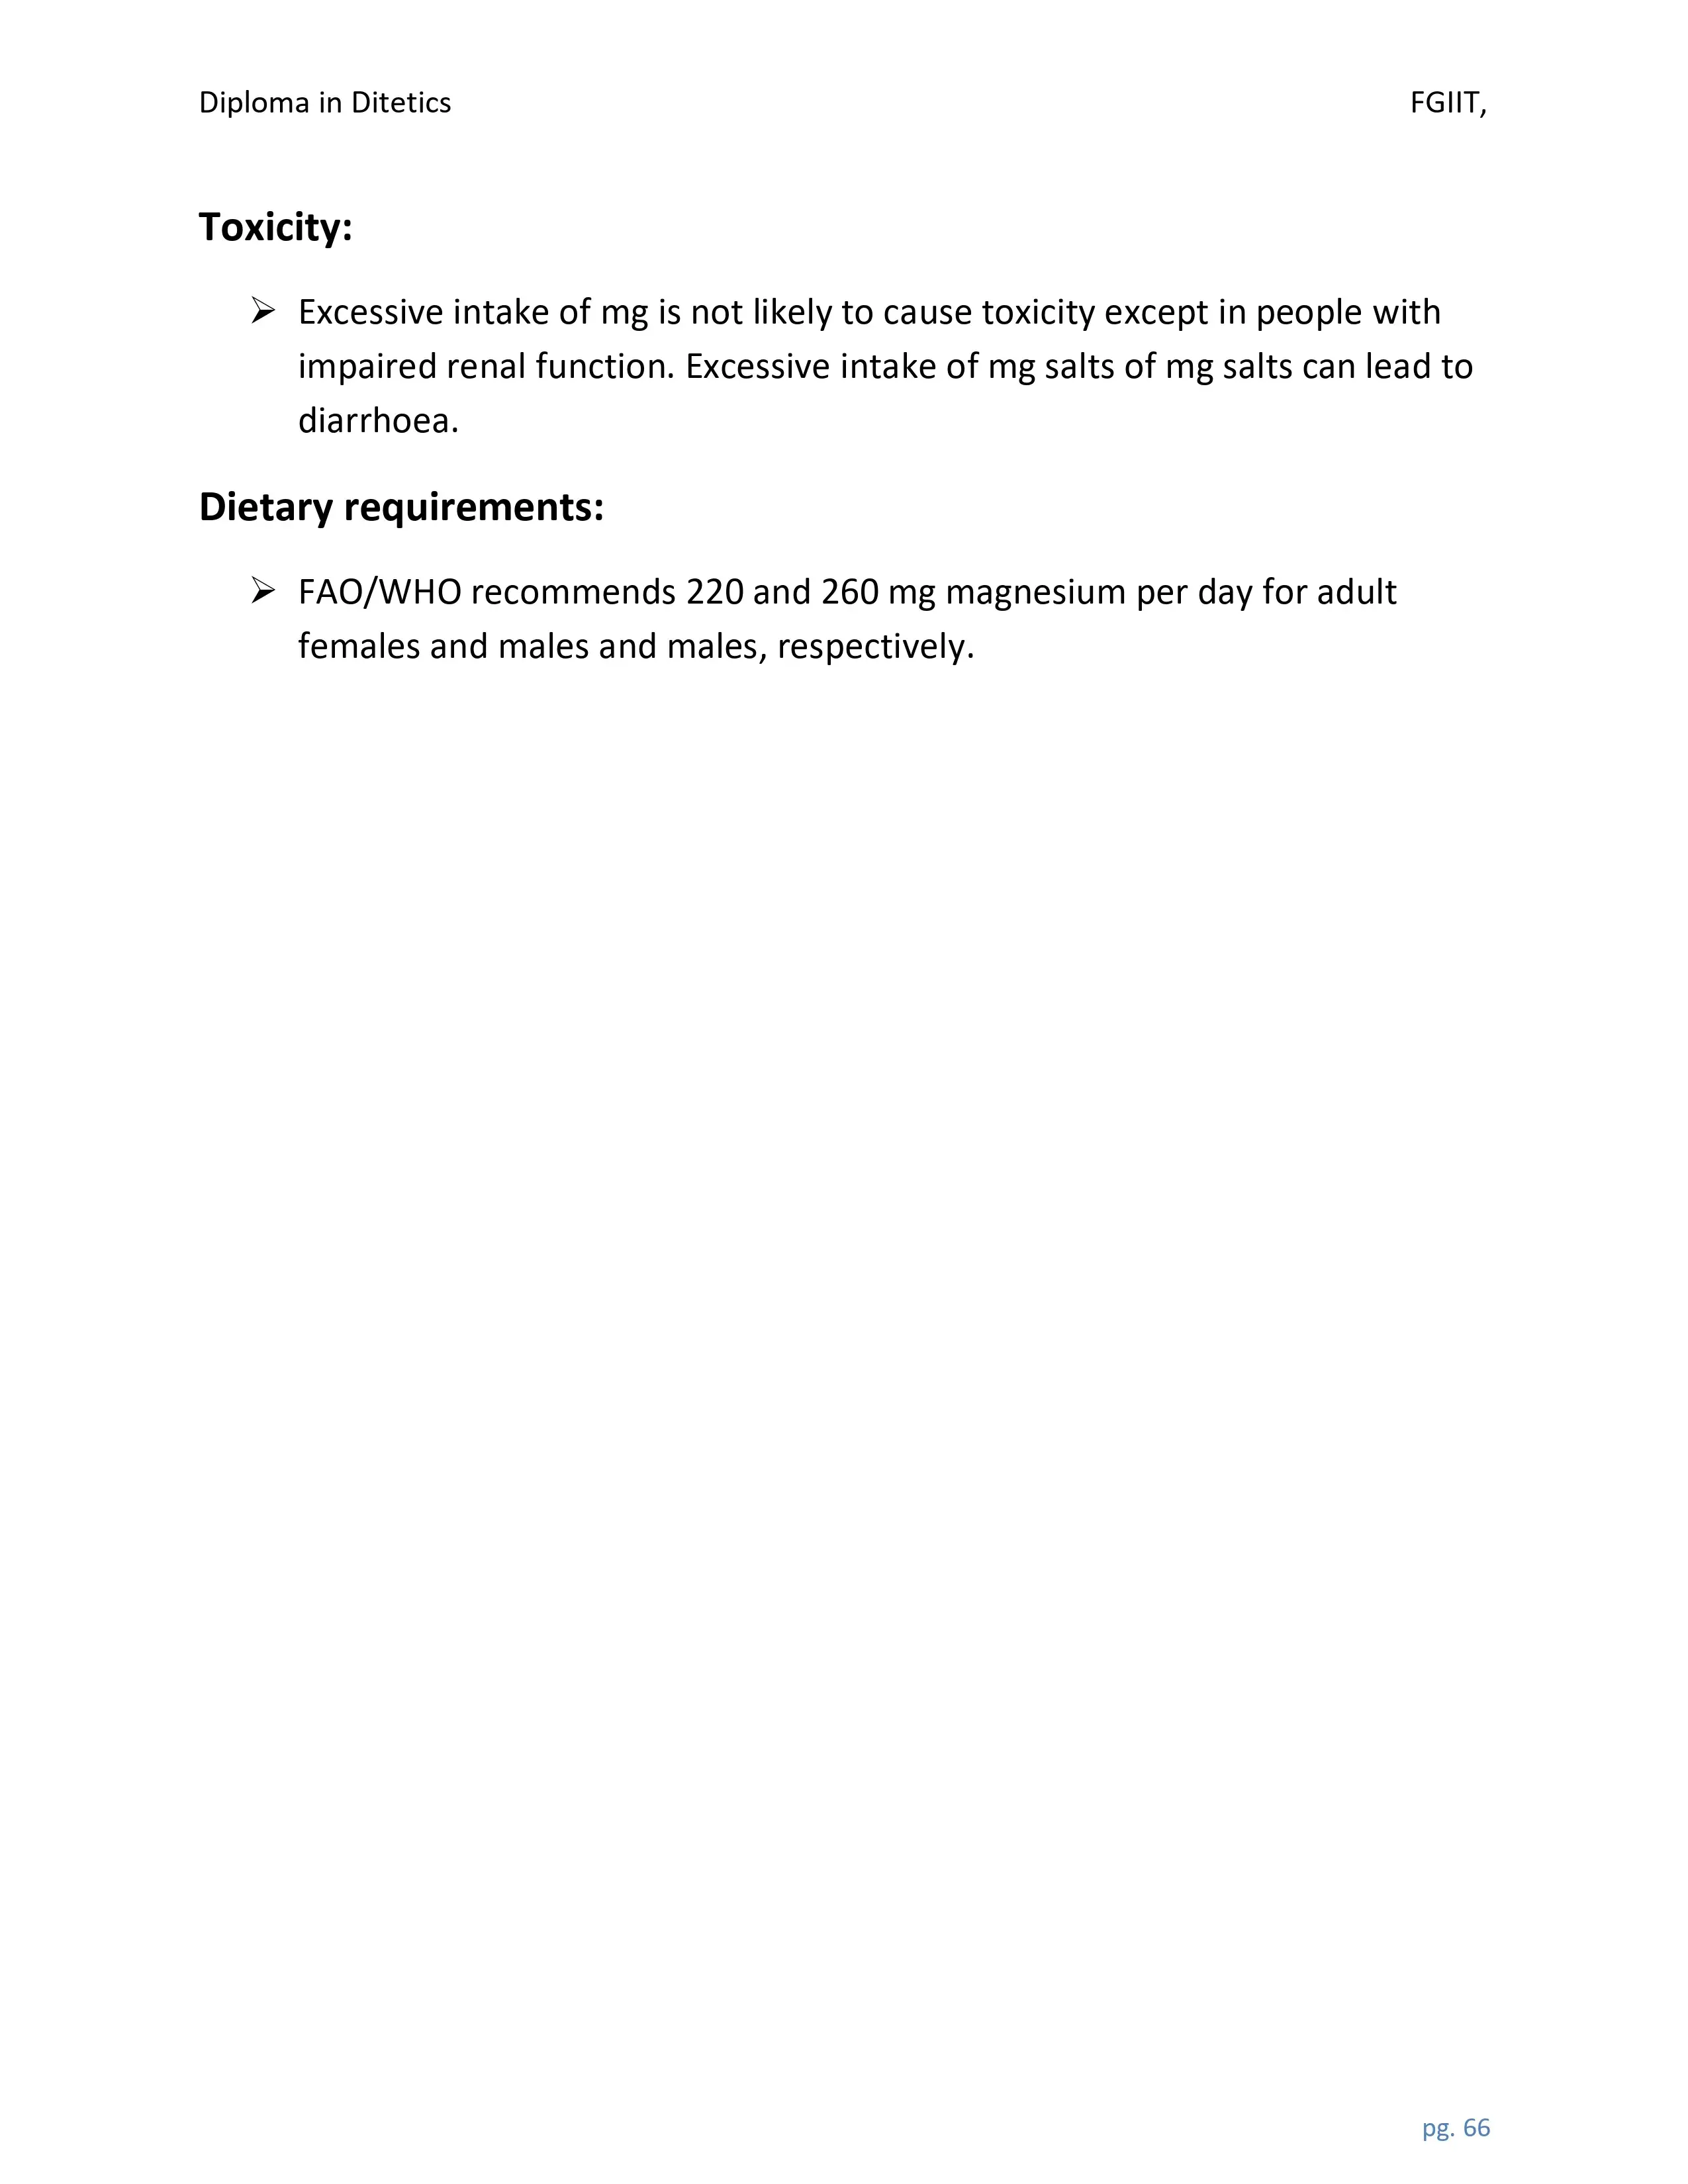 Diploma in Ditetics FGIIT,
Toxicity:
➢ Excessive intake of mg is not likely to cause toxicity except in people with
impaired renal function. Excessive intake of mg salts of mg salts can lead to
diarrhoea.
Dietary requirements:
➢ FAO/WHO recommends 220 and 260 mg magnesium per day for adult
females and males and males, respectively.
pg. 66